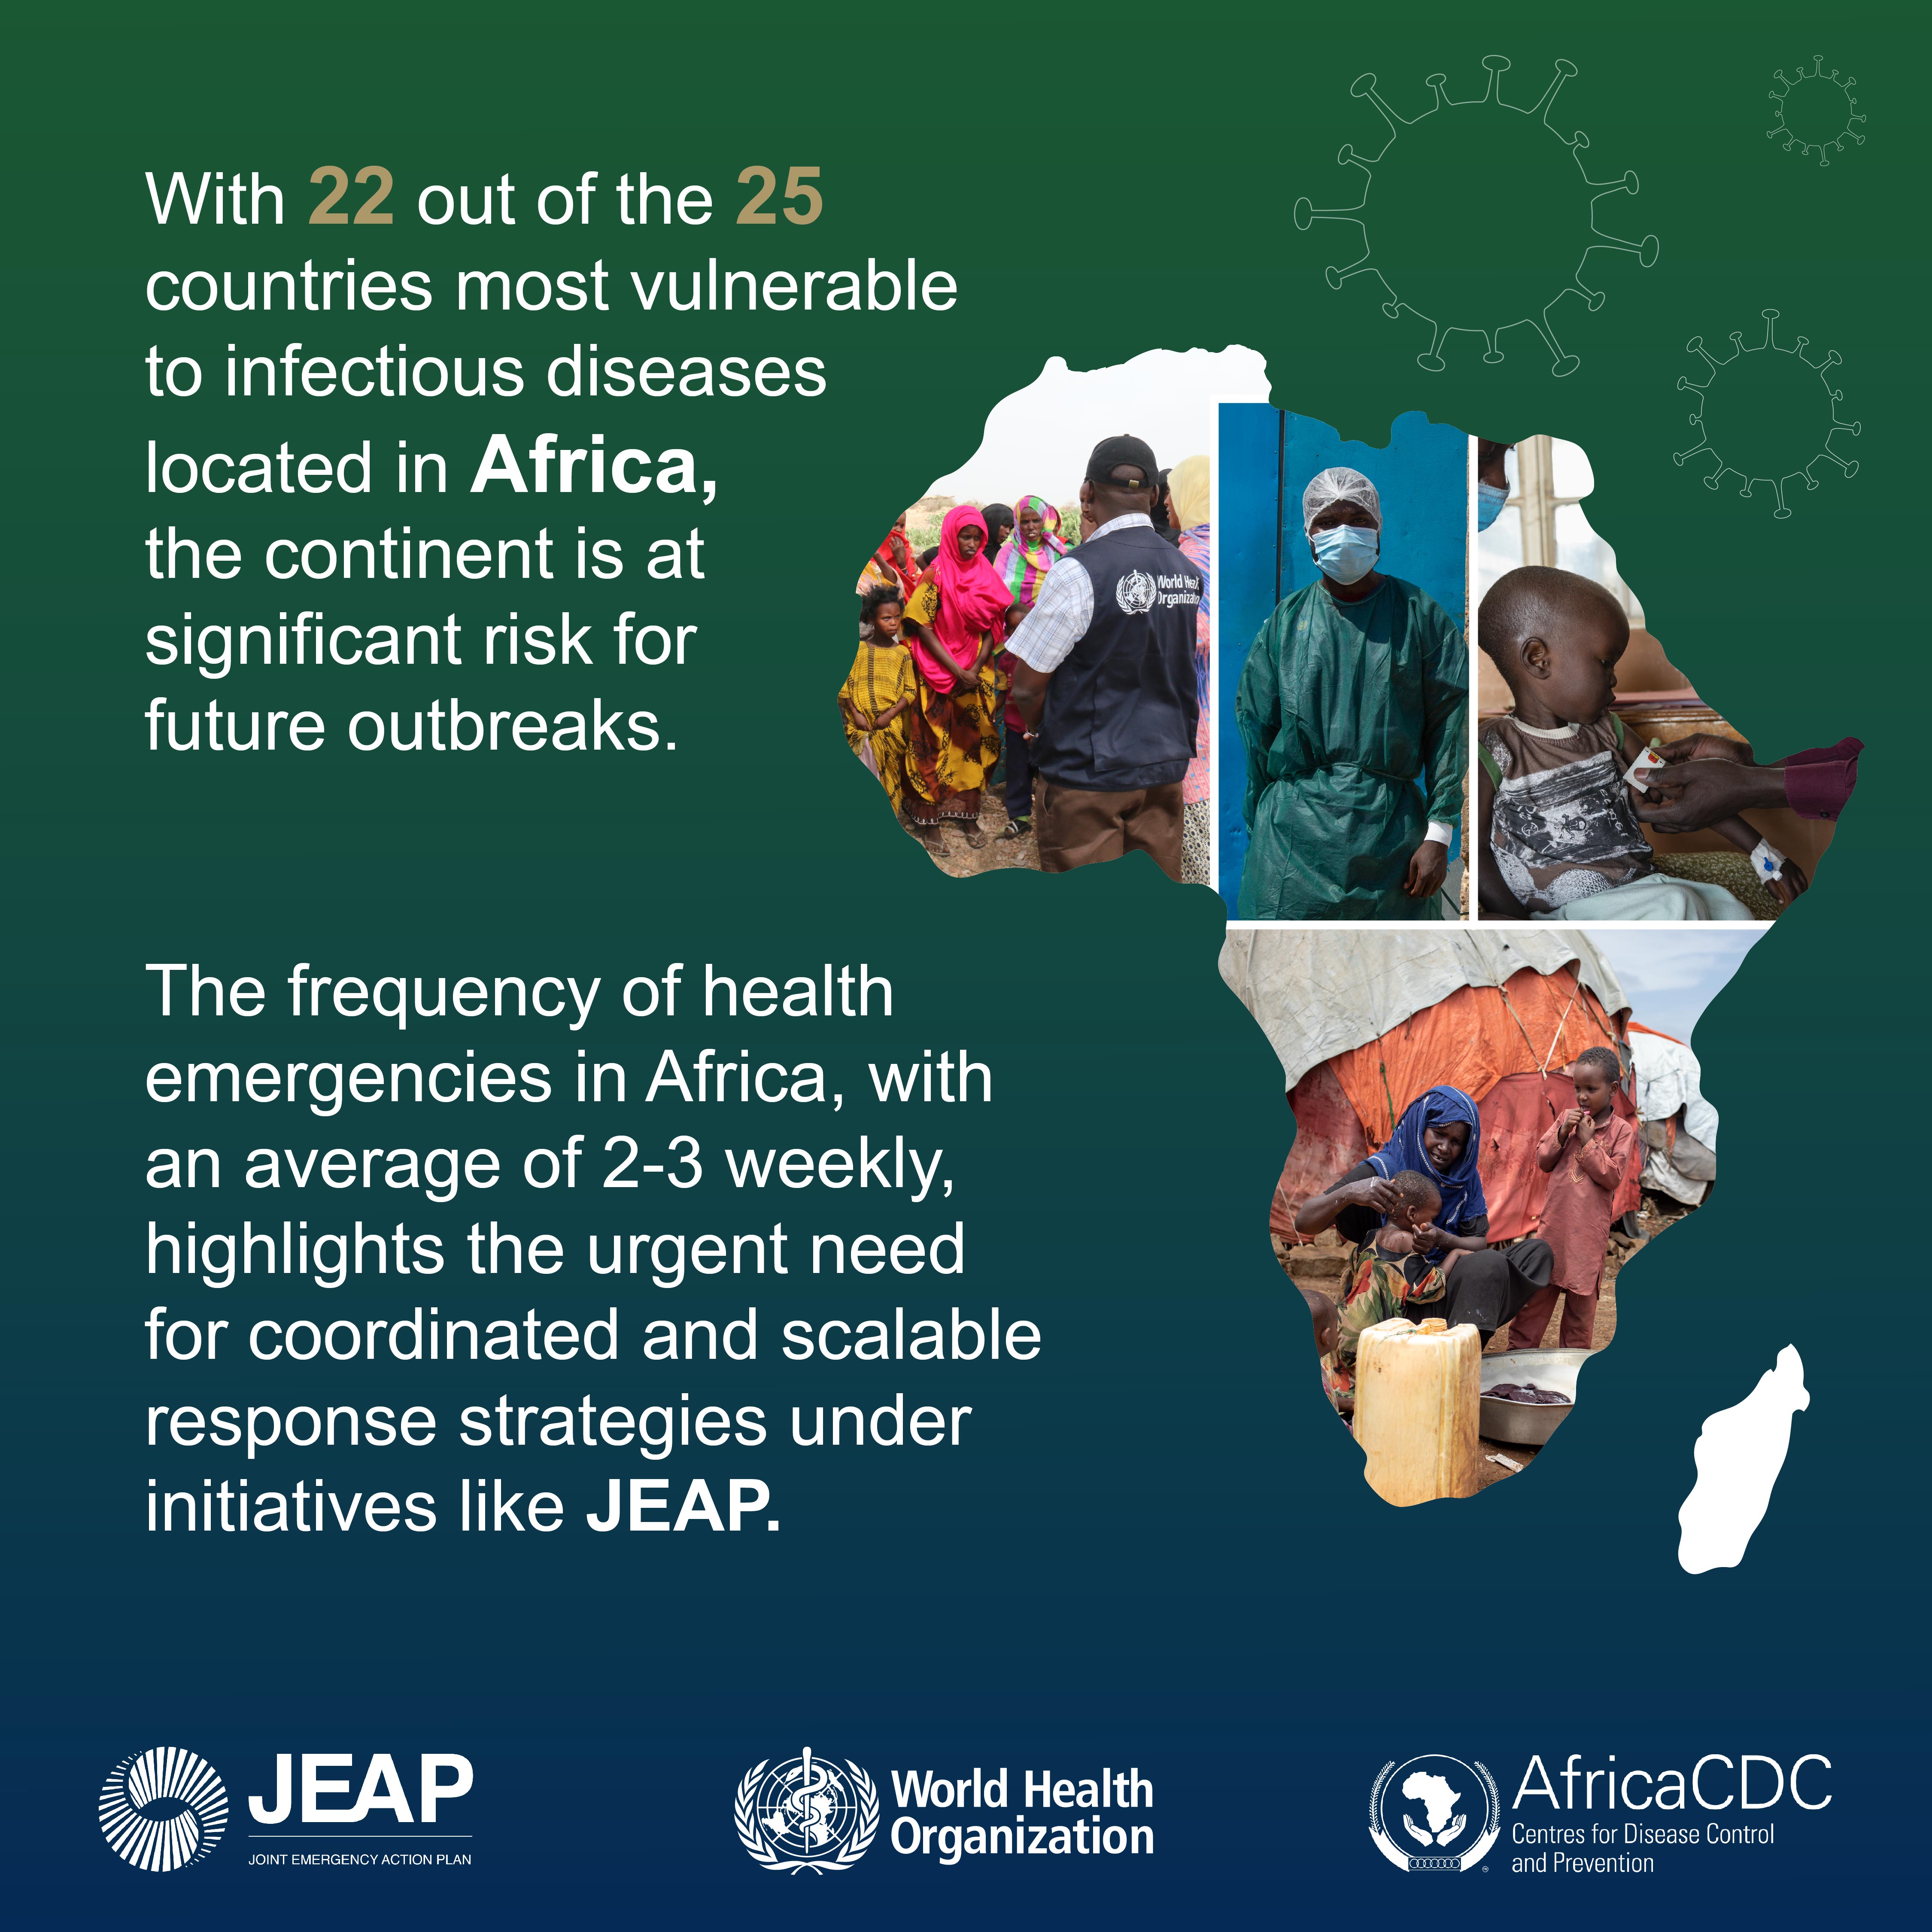 With 22 out of the 25
countries most vulnerable
to infectious diseases
located in Africa,
the continent is at
significant risk for
future outbreaks.
World Heal
Organizatio
The frequency of health
emergencies in Africa, with
an average of 2-3 weekly,
highlights the urgent need
for coordinated and scalable
response strategies under
initiatives like JEAP.
JEAP
JOINT EMERGENCY ACTION PLAN
World Health
Organization
AfricaCDC
Centres for Disease Control
and Prevention